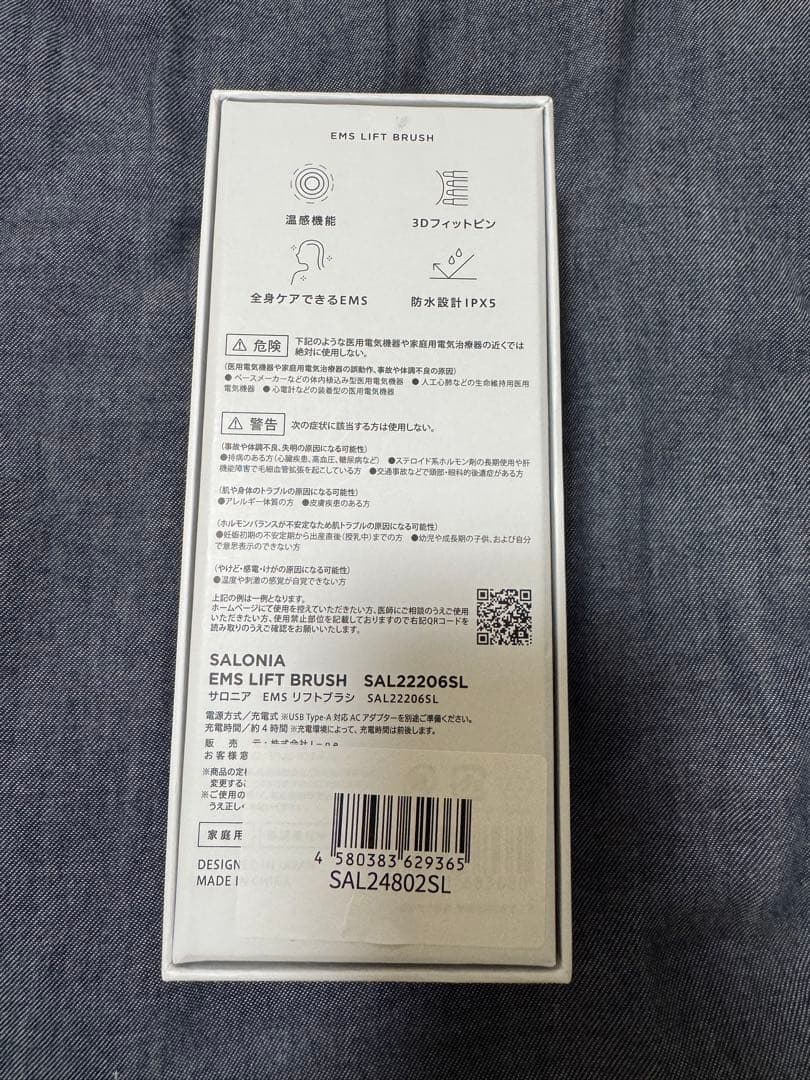 EMS LIFT BRUSH
温感機能
3Dフィットピン
全身ケアできるEMS
防水設計IPX5
⚠ 危険 下記のような医用電気機器や家庭用電気治療器の近くでは
絶対に使用しない。
(医用電気機器や家庭用電気治療器の誤動作、事故や体調不良の原因)
●ペースメーカーなどの体内植込み型医用電気機器 ●人工心肺などの生命維持用医用
電気機器 ●心電計などの装着型の医用電気機器
⚠ 警告 次の症状に該当する方は使用しない。
(事故や体調不良、失明の原因になる可能性)
●持病のある方(心臓疾患、高血圧、糖尿病など) ●ステロイド系ホルモン剤の長期使用や肝
機能障害で毛細血管拡張を起こしている方 ●交通事故などで頭部・眼科的後遺症がある方
(肌や身体のトラブルの原因になる可能性)
●アレルギー体質の方 ●皮膚疾患のある方
(ホルモンバランスが不安定なため肌トラブルの原因になる可能性)
●妊娠初期の不安定期から出産直後(授乳中)までの方 ●幼児や成長期の子供、および自分
で意思表示のできない方
(やけど・感電・けがの原因になる可能性)
●温度や刺激の感覚が自覚できない方
上記の例は一例となります。
ホームページにて使用を控えていただきたい方、医師にご相談のうえご使用
いただきたい方、使用禁止部位を記載しておりますので右記QRコードを
読み取りのうえご確認をお願いいたします。
SALONIA
EMS LIFT BRUSH SAL22206SL
サロニア EMS リフトブラシ SAL22206SL
電源方式/充電式 ※USB Type-A 対応 AC アダプターを別途ご準備ください。
充電時間/約 4 時間 ※充電環境によって、充電時間は前後します。
販 売 元:株式会社I-ne
お客様窓
※商品の定
変更する
※ご使用の
うえ正し
家庭用
DESIGN
MADE I
4 580383 629365
SAL24802SL